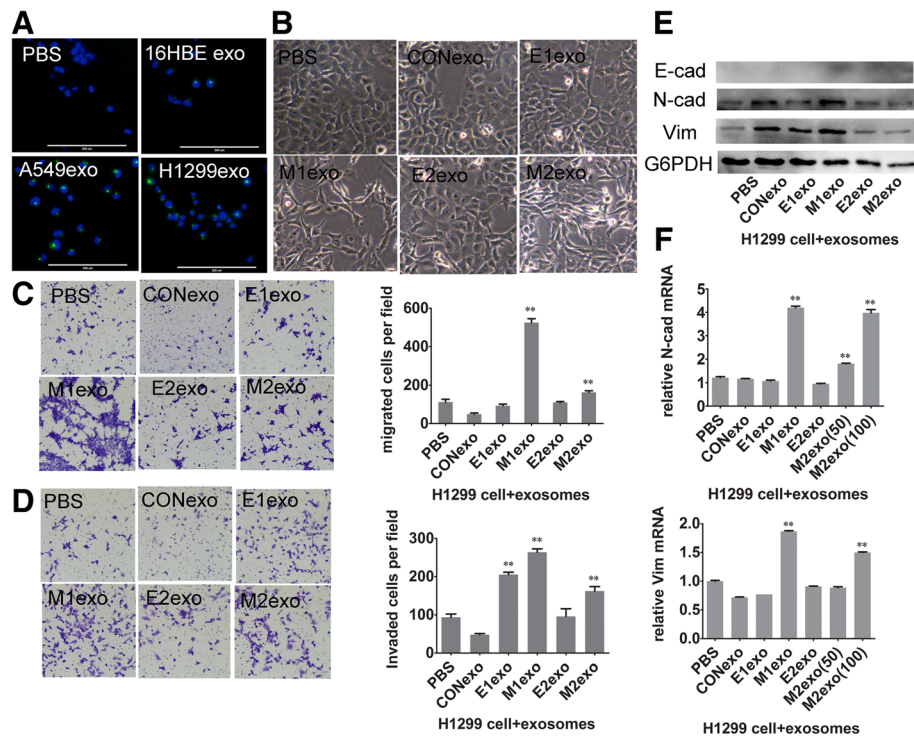 A
PBS
16HBE exo
A549exo
H1299exo
B
PBS
CONexo
E1exo
M1exo
E2exo
M2exo
C
PBS
CONexo
E1exo
M1exo
E2exo
M2exo
migrated cells per field
600
400
200
0
**
**
PBS
CONexo
E1exo
M1exo
E2exo
M2exo
H1299 cell+exosomes
D
PBS
CONexo
E1exo
M1exo
E2exo
M2exo
Invaded cells per field
300
200
100
0
**
**
**
PBS
CONexo
E1exo
M1exo
E2exo
M2exo
H1299 cell+exosomes
E
E-cad
N-cad
Vim
G6PDH
PBS
CONexo
E1exo
M1exo
E2exo
M2exo
H1299 cell+exosomes
F
relative N-cad mRNA
5
4
3
2
1
0
**
**
**
PBS
CONexo
E1exo
M1exo
E2exo
M2exo(50)
M2exo(100)
H1299 cell+exosomes
relative Vim mRNA
2.0
1.5
1.0
0.5
0.0
**
**
PBS
CONexo
E1exo
M1exo
E2exo
M2exo(50)
M2exo(100)
H1299 cell+exosomes